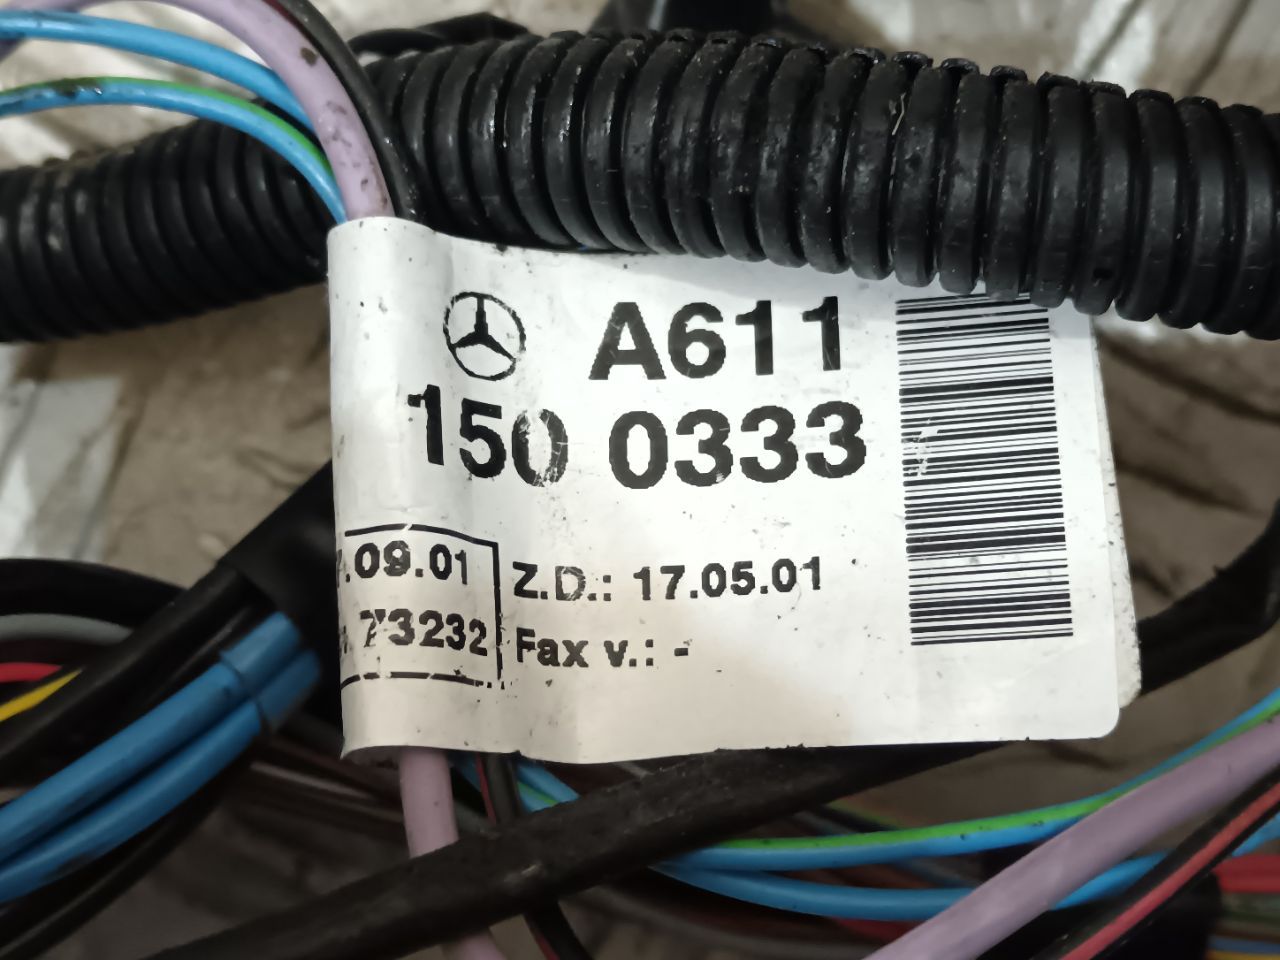 A611
150 0333
.09.01
Z.D.: 17.05.01
73232
Fax v.: -